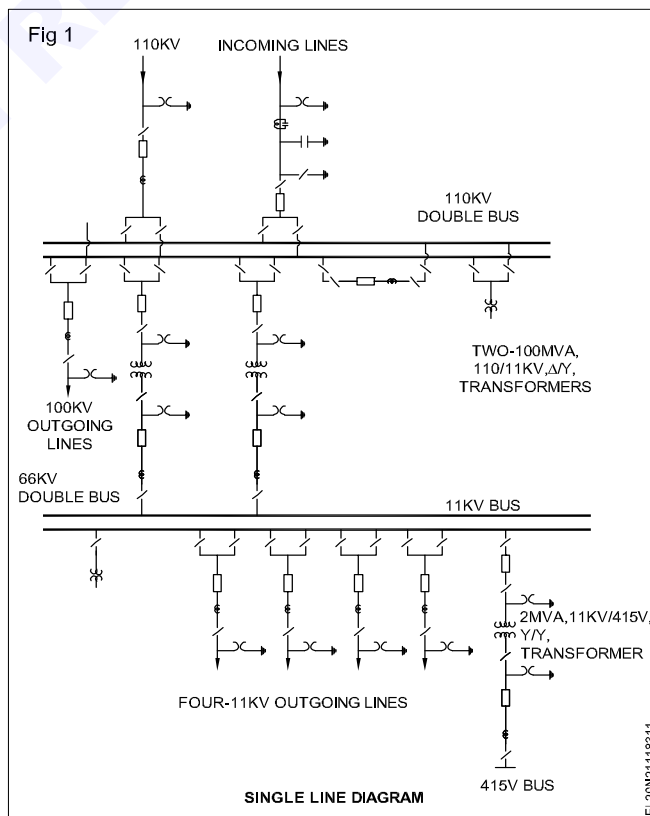 Fig 1
110KV
INCOMING LINES
110KV
DOUBLE BUS
TWO-100MVA,
110/11KV,Δ/Y,
TRANSFORMERS
100KV
OUTGOING
LINES
66KV
DOUBLE BUS
11KV BUS
2MVA,11KV/415V,
Y/Y,
TRANSFORMER
FOUR-11KV OUTGOING LINES
415V BUS
SINGLE LINE DIAGRAM